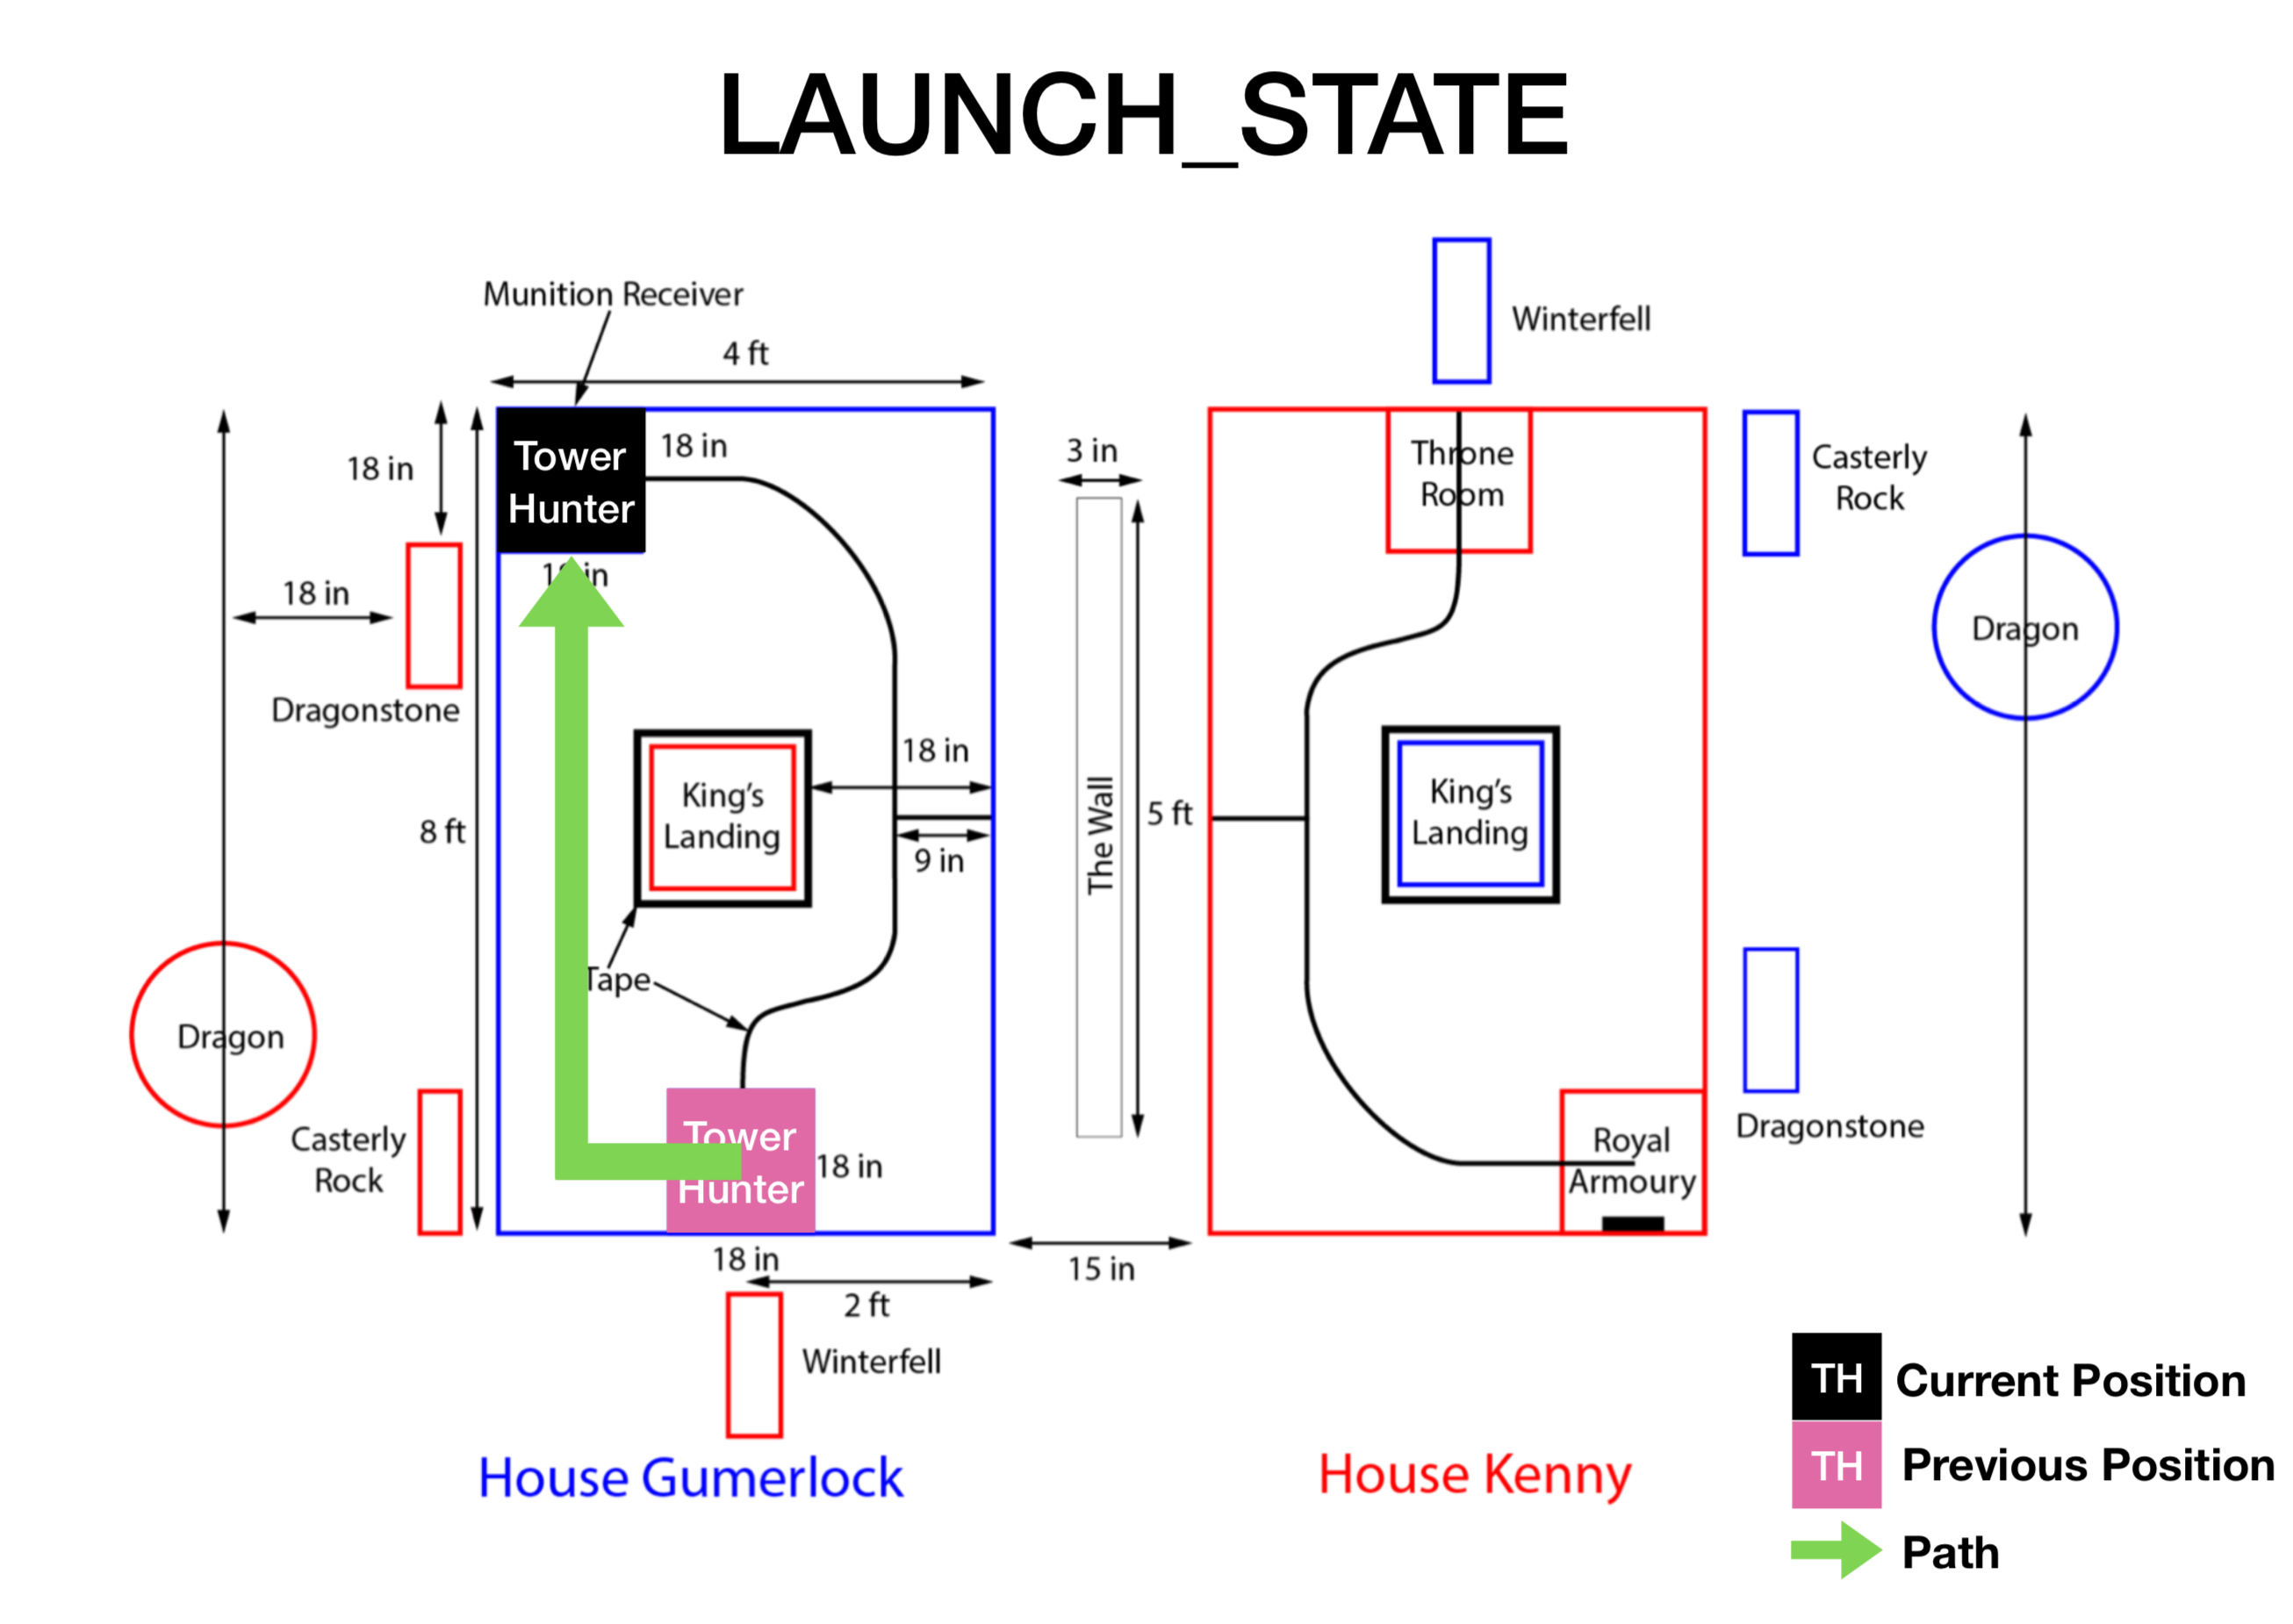 LAUNCH_STATE
Munition Receiver
4 ft
Winterfell
Tower
Hunter
18 in
18 in
3 in
Throne
Room
Casterly
Rock
18 in
18 in
Dragon
Dragonstone
18 in
King's
Landing
8 ft
9 in
The Wall
5 ft
King's
Landing
Tape
Dragon
Casterly
Rock
Tower
Hunter
18 in
Royal
Armoury
Dragonstone
18 in
15 in
2 ft
Winterfell
House Gumerlock
House Kenny
TH Current Position
TH Previous Position
Path